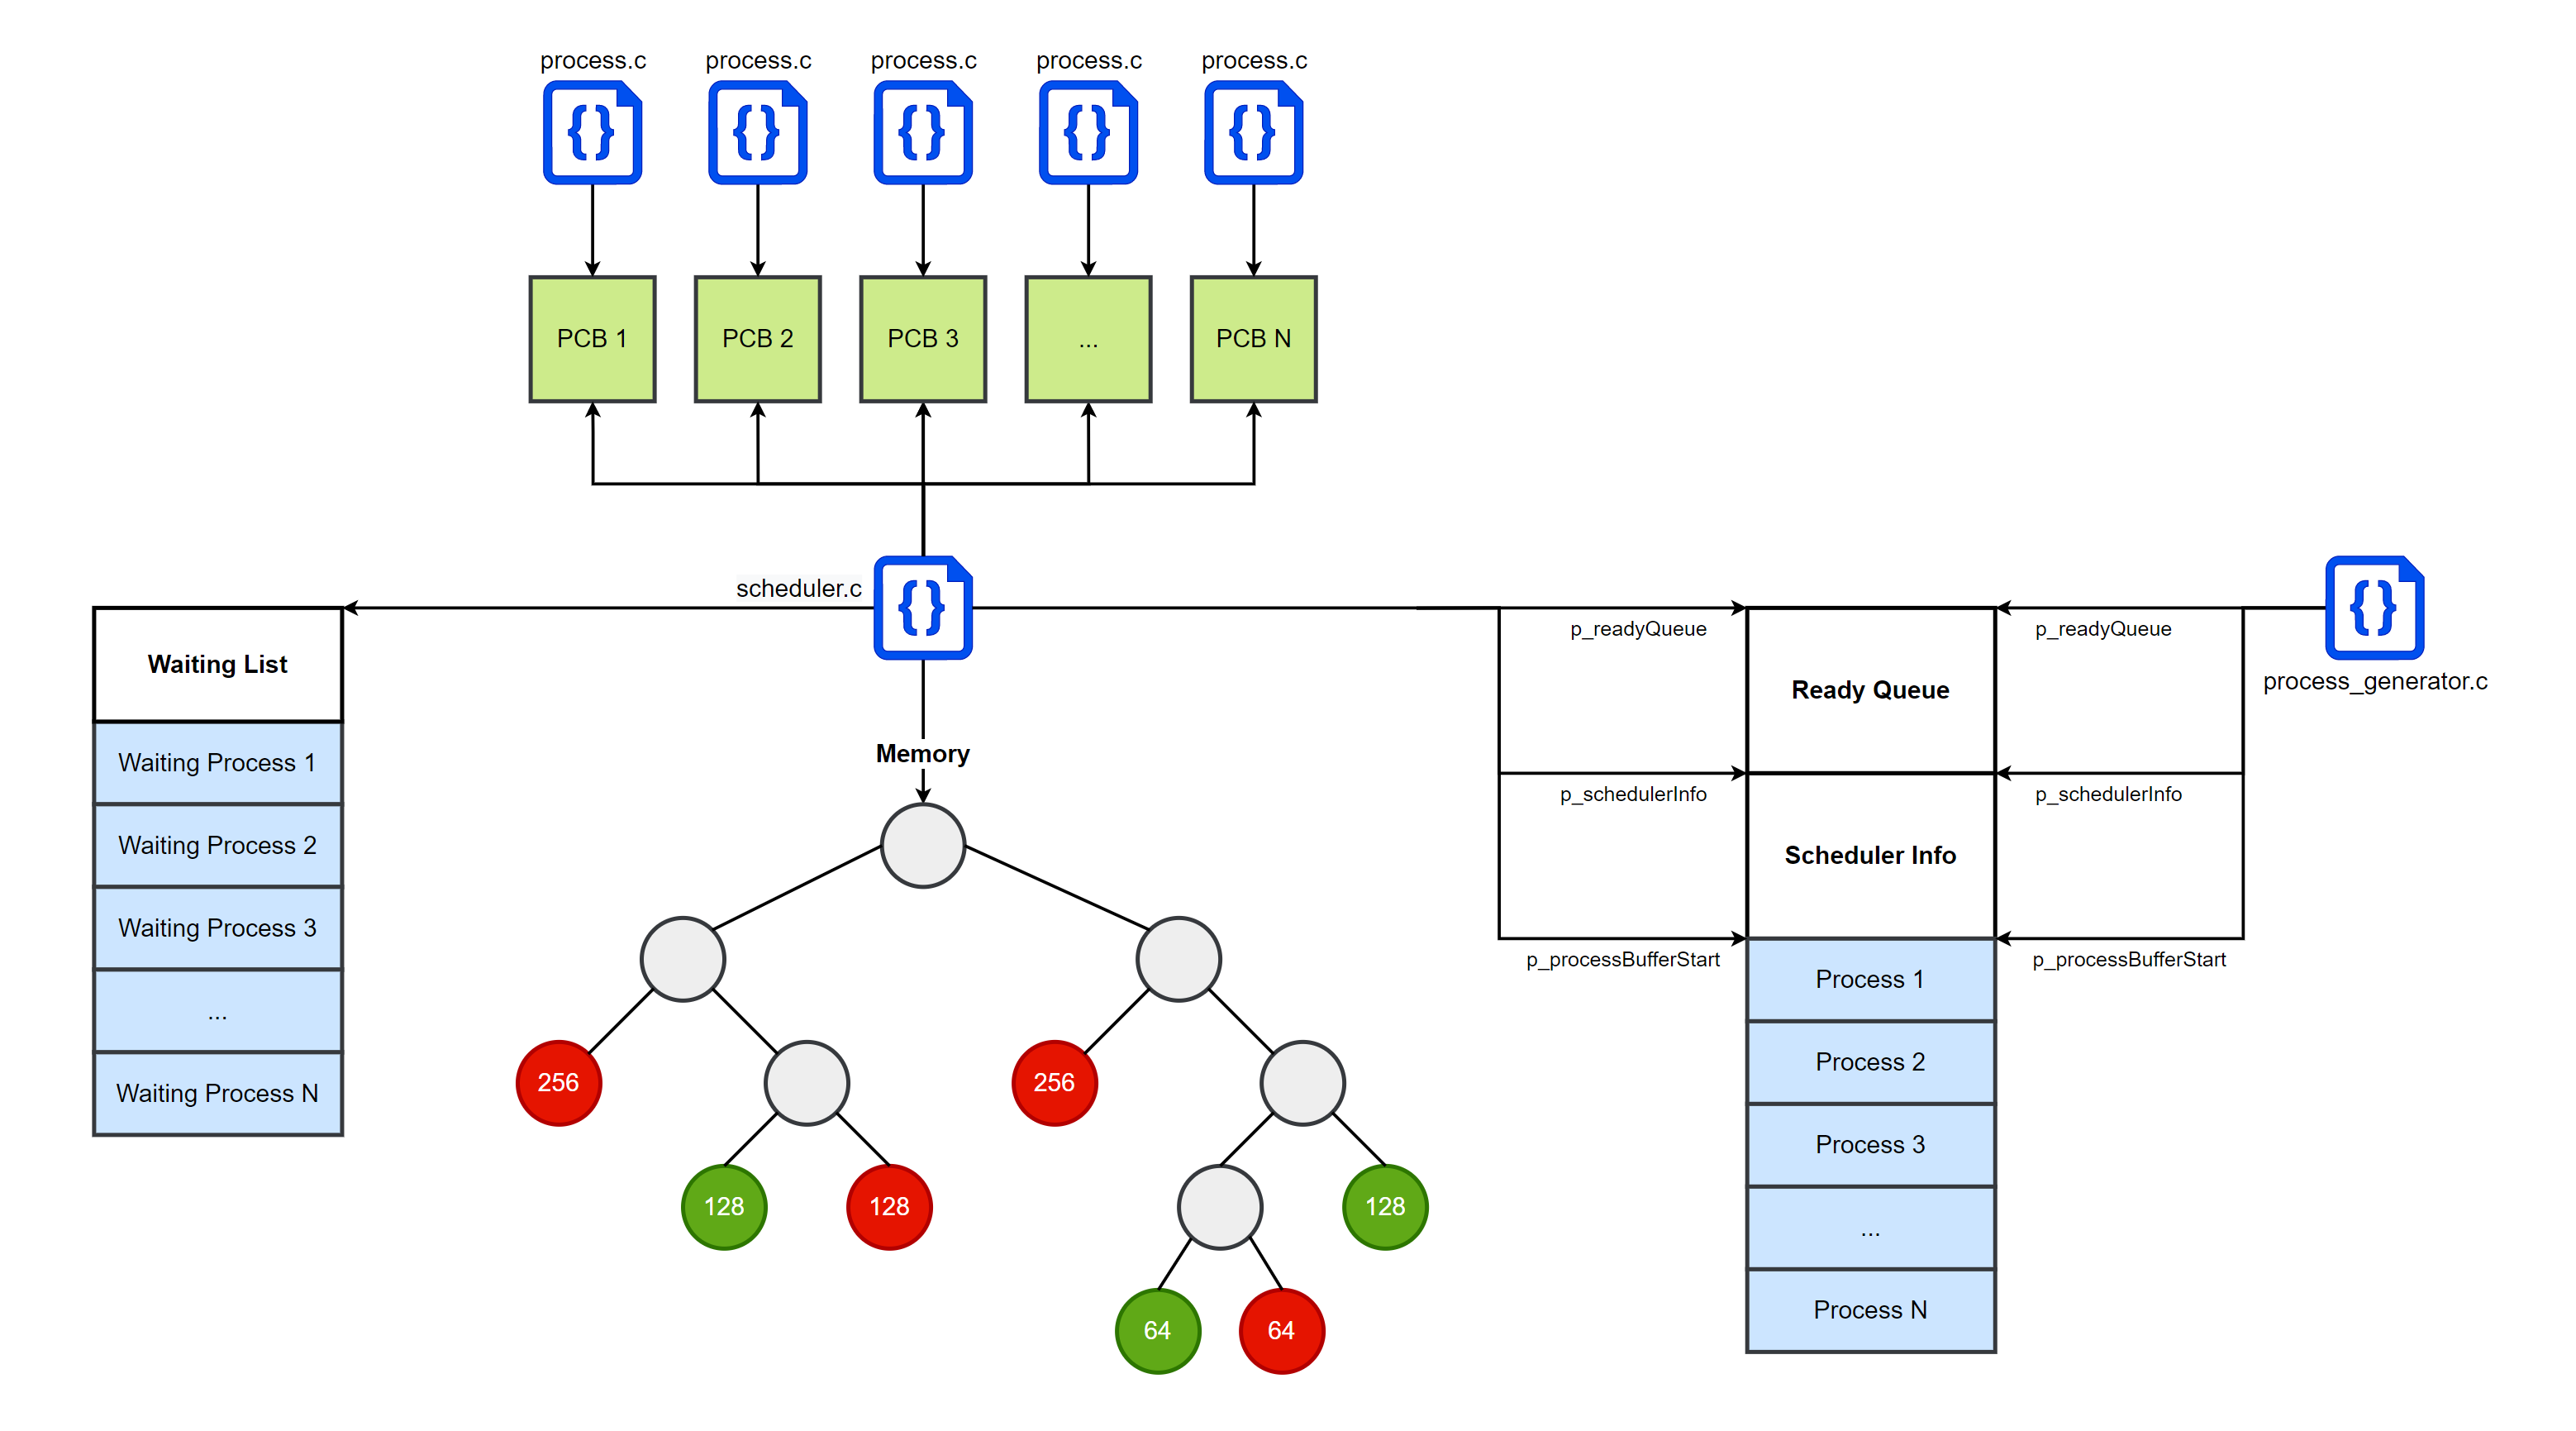 process.c
process.c
process.c
process.c
process.c
PCB 1
PCB 2
PCB 3
...
PCB N
scheduler.c
Waiting List
Waiting Process 1
Waiting Process 2
Waiting Process 3
...
Waiting Process N
Memory
256
256
128
128
128
64
64
p_readyQueue
p_schedulerInfo
p_processBufferStart
Ready Queue
Scheduler Info
Process 1
Process 2
Process 3
...
Process N
p_readyQueue
p_schedulerInfo
p_processBufferStart
process_generator.c